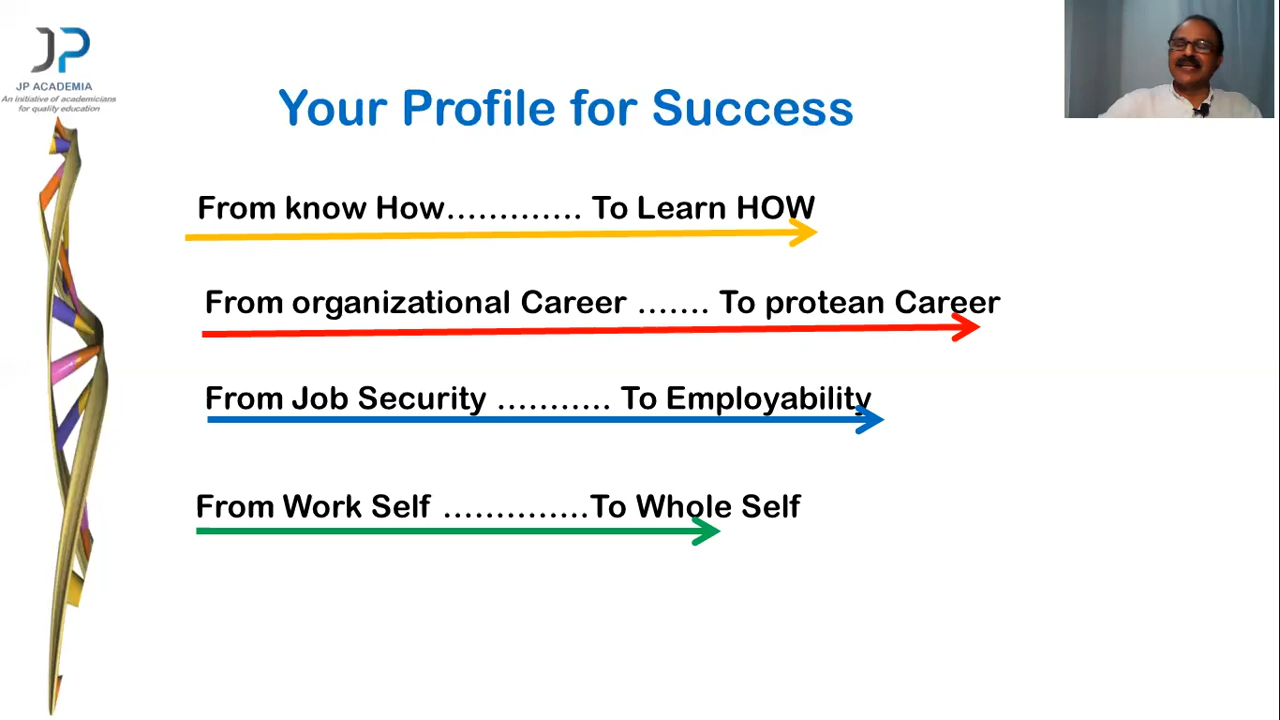 JP
JP ACADEMIA
An initiative of academicians
for quality education
Your Profile for Success
From know How............. To Learn HOW
From organizational Career ....... To protean Career
From Job Security ........... To Employability
From Work Self ..............To Whole Self